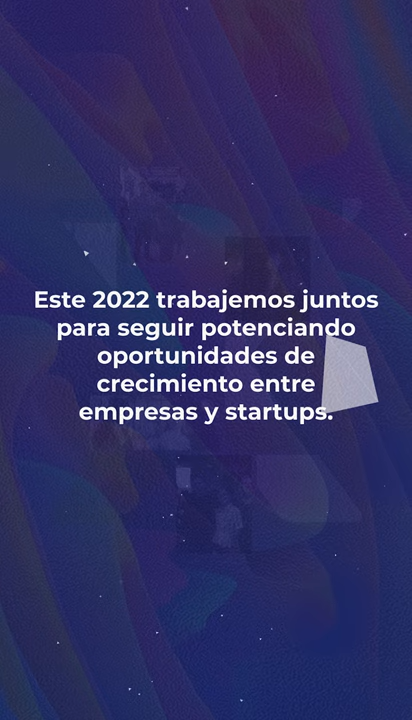 Este 2022 trabajemos juntos
para seguir potenciando
oportunidades de
crecimiento entre
empresas y startups.